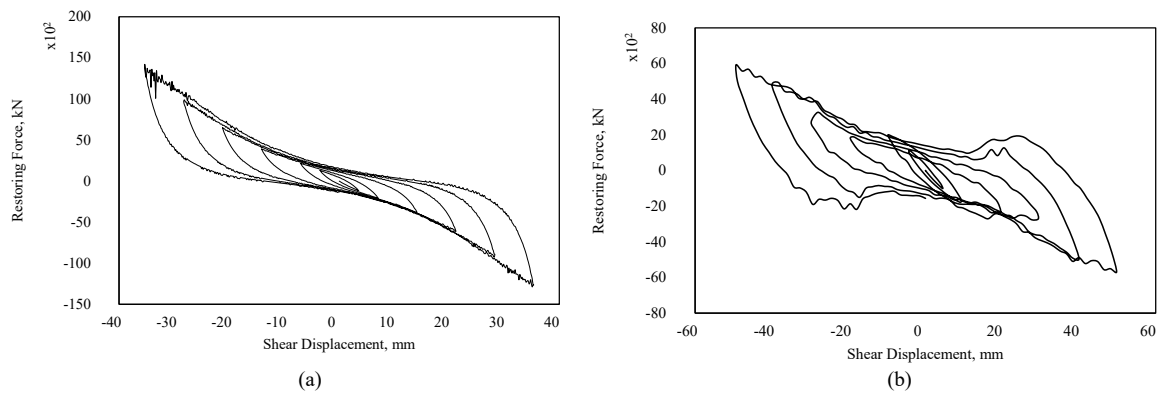 x10²
200
150
100
50
0
-50
-100
-150
Restoring Force, kN
-40 -30 -20 -10 0 10 20 30 40
Shear Displacement, mm
(a)
x10²
80
60
40
20
0
-20
-40
-60
-80
Restoring Force, kN
-60 -40 -20 0 20 40 60
Shear Displacement, mm
(b)